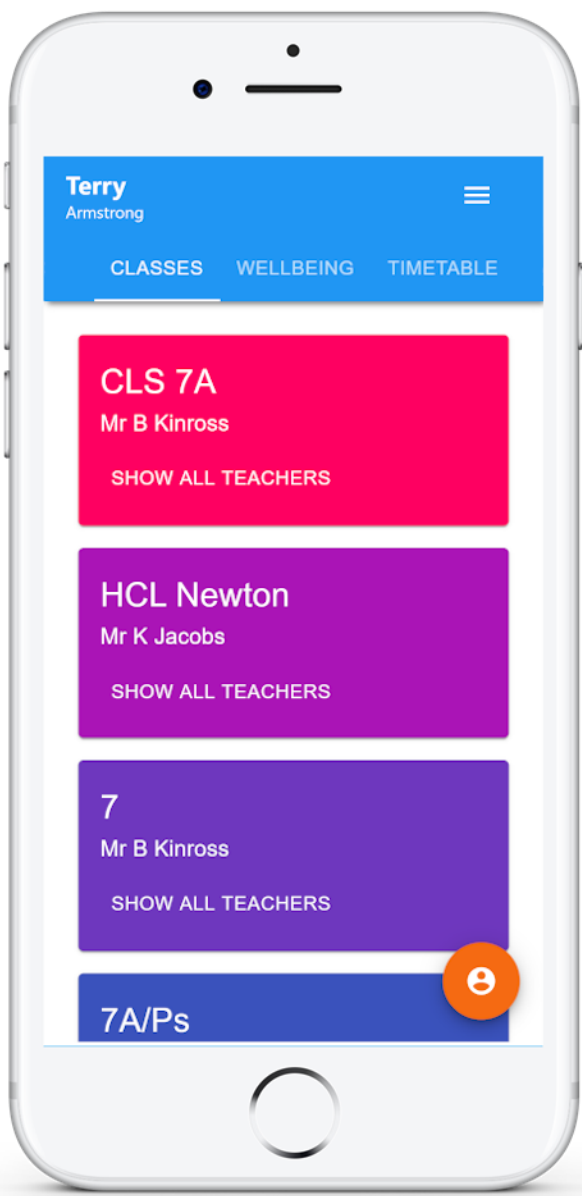 Terry
Armstrong
CLASSES WELLBEING TIMETABLE
CLS 7A
Mr B Kinross
SHOW ALL TEACHERS
HCL Newton
Mr K Jacobs
SHOW ALL TEACHERS
7
Mr B Kinross
SHOW ALL TEACHERS
7A/Ps